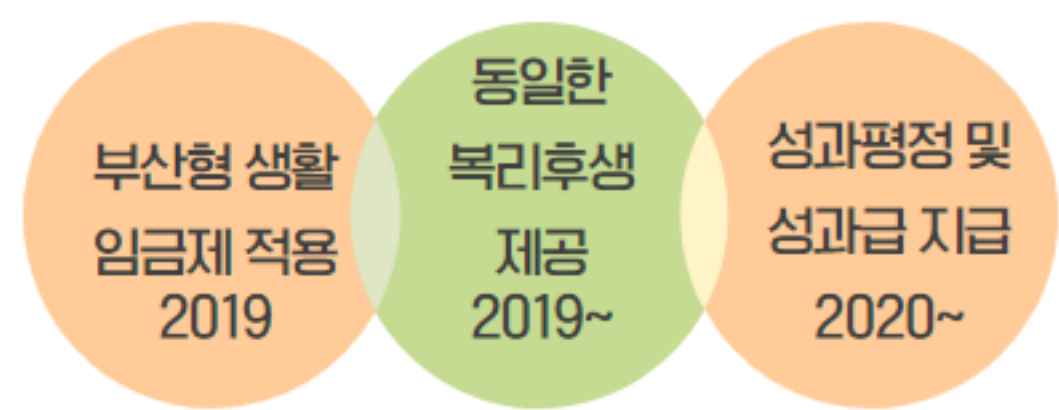 부산형 생활
임금제 적용
2019
동일한
복리후생
제공
2019~
성과평정 및
성과급 지급
2020~